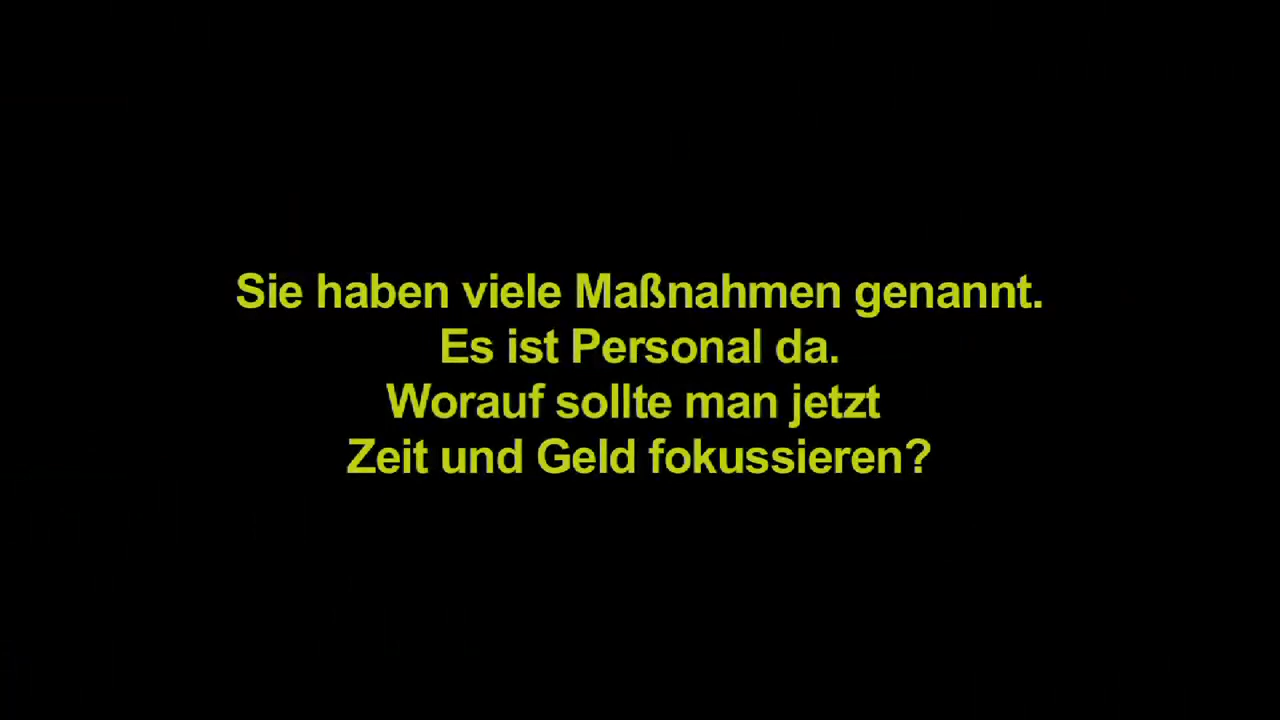 Sie haben viele Maßnahmen genannt.
Es ist Personal da.
Worauf sollte man jetzt
Zeit und Geld fokussieren?